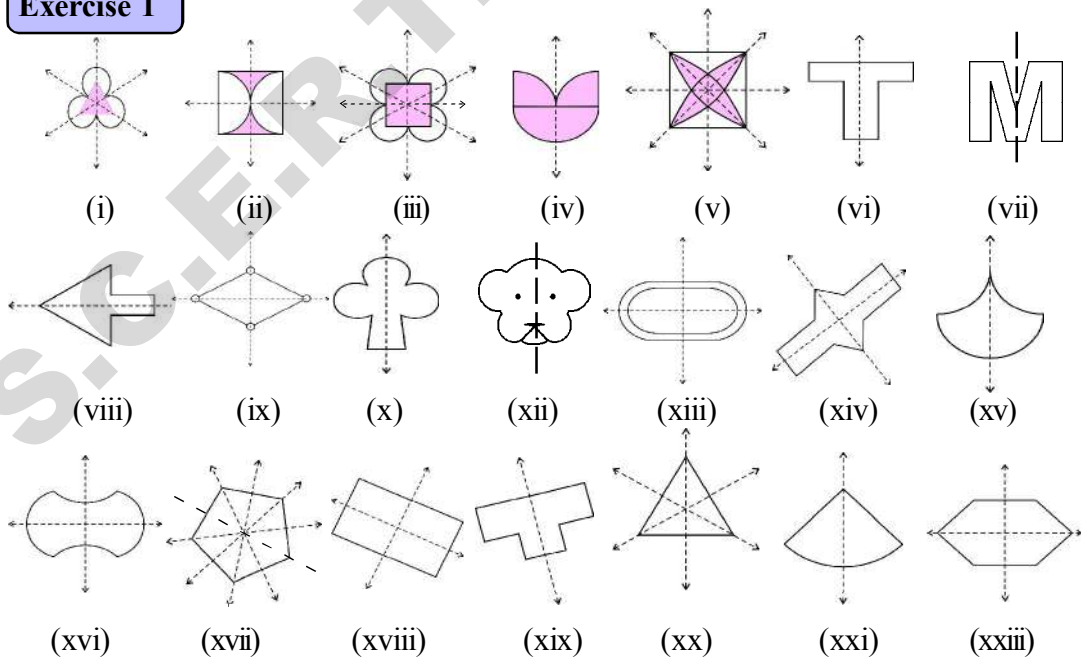 Exercise 1
S.C.E.R.T
(i) (ii) (iii) (iv) (v) (vi) (vii)
(viii) (ix) (x) (xii) (xiii) (xiv) (xv)
(xvi) (xvii) (xviii) (xix) (xx) (xxi) (xxiii)